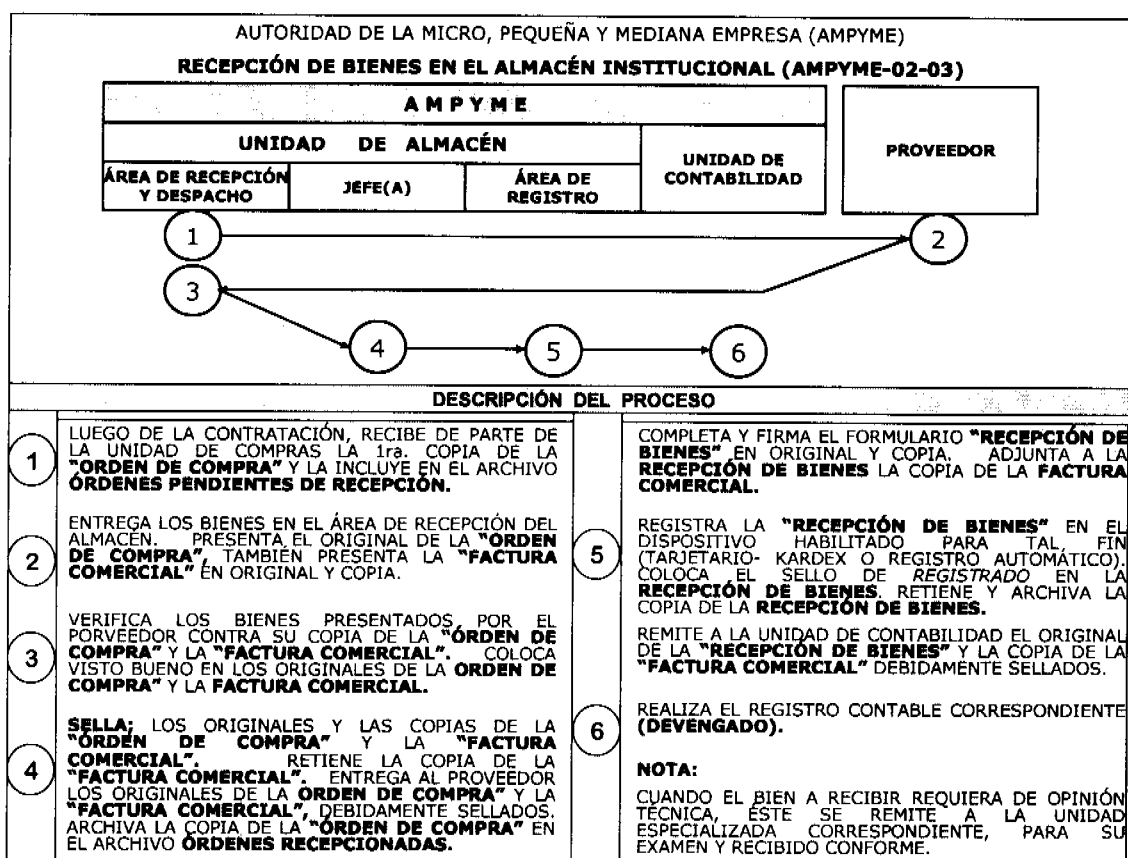 AUTORIDAD DE LA MICRO, PEQUEÑA Y MEDIANA EMPRESA (AMPYME)
RECEPCIÓN DE BIENES EN EL ALMACÉN INSTITUCIONAL (AMPYME-02-03)
A M P Y M E
UNIDAD DE ALMACÉN
UNIDAD DE
CONTABILIDAD
PROVEEDOR
ÁREA DE RECEPCIÓN
Y DESPACHO
JEFE(A)
ÁREA DE
REGISTRO
1
2
3
4
5
6
DESCRIPCIÓN DEL PROCESO
1
LUEGO DE LA CONTRATACIÓN, RECIBE DE PARTE DE
LA UNIDAD DE COMPRAS LA 1ra. COPIA DE LA
"ORDEN DE COMPRA" Y LA INCLUYE EN EL ARCHIVO
ÓRDENES PENDIENTES DE RECEPCIÓN.
2
ENTREGA LOS BIENES EN EL ÁREA DE RECEPCIÓN DEL
ALMACÉN. PRESENTA EL ORIGINAL DE LA "ORDEN
DE COMPRA", TAMBIÉN PRESENTA LA "FACTURA
COMERCIAL" EN ORIGINAL Y COPIA.
3
VERIFICA LOS BIENES PRESENTADOS POR EL
PORVEEDOR CONTRA SU COPIA DE LA "ÓRDEN DE
COMPRA" Y LA "FACTURA COMERCIAL". COLOCA
VISTO BUENO EN LOS ORIGINALES DE LA ORDEN DE
COMPRA" Y LA FACTURA COMERCIAL.
4
SELLA; LOS ORIGINALES Y LAS COPIAS DE LA
"ÓRDEN DE COMPRA" Y LA "FACTURA
COMERCIAL". RETIENE LA COPIA DE LA
"FACTURA COMERCIAL". ENTREGA AL PROVEEDOR
LOS ORIGINALES DE LA ORDEN DE COMPRA" Y LA
"FACTURA COMERCIAL", DEBIDAMENTE SELLADOS.
ARCHIVA LA COPIA DE LA "ÓRDEN DE COMPRA" EN
EL ARCHIVO ÓRDENES RECEPCIONADAS.
COMPLETA Y FIRMA EL FORMULARIO "RECEPCIÓN DE
BIENES" EN ORIGINAL Y COPIA. ADJUNTA A LA
RECEPCIÓN DE BIENES LA COPIA DE LA FACTURA
COMERCIAL.
5
REGISTRA LA "RECEPCIÓN DE BIENES" EN EL
DISPOSITIVO HABILITADO PARA TAL FIN
(TARJETARIO- KARDEX O REGISTRO AUTOMÁTICO).
COLOCA EL SELLO DE REGISTRADO EN LA
RECEPCIÓN DE BIENES. RETIENE Y ARCHIVA LA
COPIA DE LA RECEPCIÓN DE BIENES.
REMITE A LA UNIDAD DE CONTABILIDAD EL ORIGINAL
DE LA "RECEPCIÓN DE BIENES" Y LA COPIA DE LA
"FACTURA COMERCIAL" DEBIDAMENTE SELLADOS.
6
REALIZA EL REGISTRO CONTABLE CORRESPONDIENTE
(DEVENGADO).
NOTA:
CUANDO EL BIEN A RECIBIR REQUIERA DE OPINIÓN
TÉCNICA, ÉSTE SE REMITE A LA UNIDAD
ESPECIALIZADA CORRESPONDIENTE, PARA SU
EXAMEN Y RECIBIDO CONFORME.